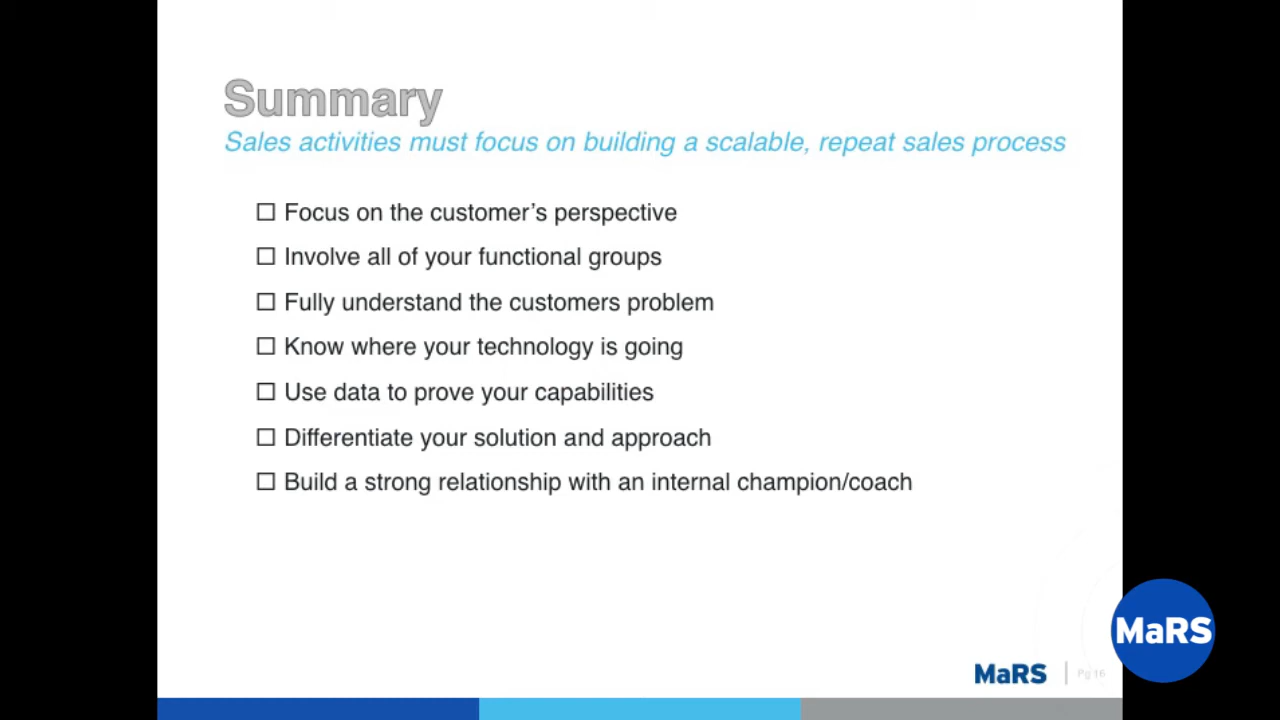 Summary
Sales activities must focus on building a scalable, repeat sales process
☐ Focus on the customer’s perspective
☐ Involve all of your functional groups
☐ Fully understand the customers problem
☐ Know where your technology is going
☐ Use data to prove your capabilities
☐ Differentiate your solution and approach
☐ Build a strong relationship with an internal champion/coach
MaRS
MaRS | Pg 16